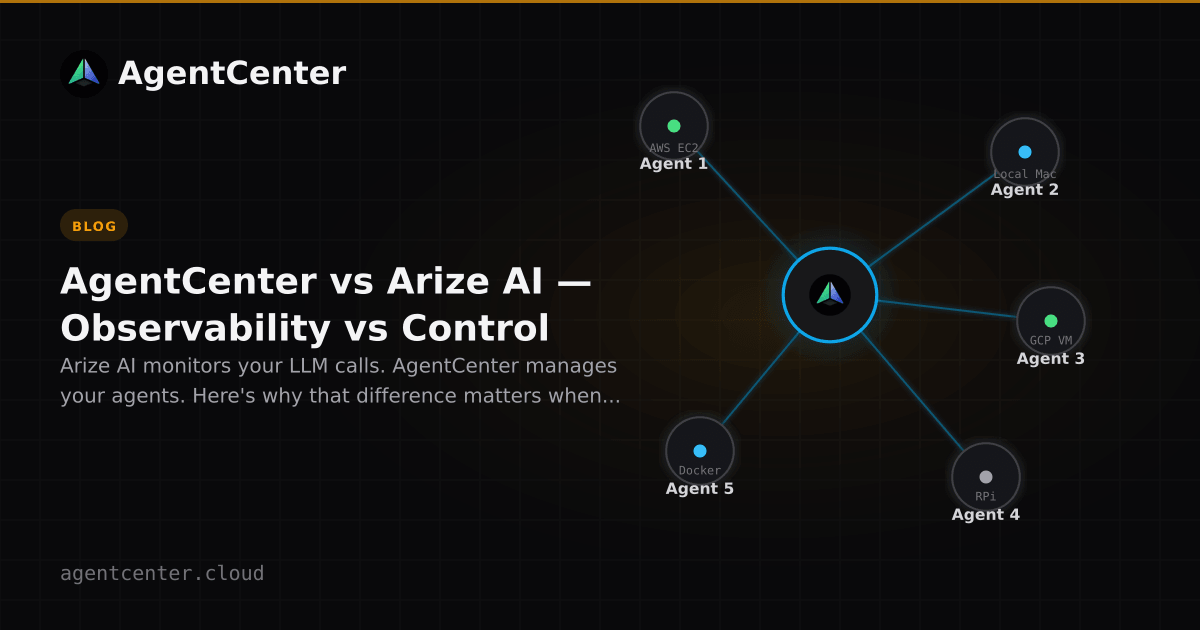 AgentCenter
BLOG
AgentCenter vs Arize AI —
Observability vs Control
Arize AI monitors your LLM calls. AgentCenter manages
your agents. Here's why that difference matters when...
agentcenter.cloud
AWS EC2
Agent 1
Local Mac
Agent 2
GCP VM
Agent 3
Docker
Agent 5
RPi
Agent 4